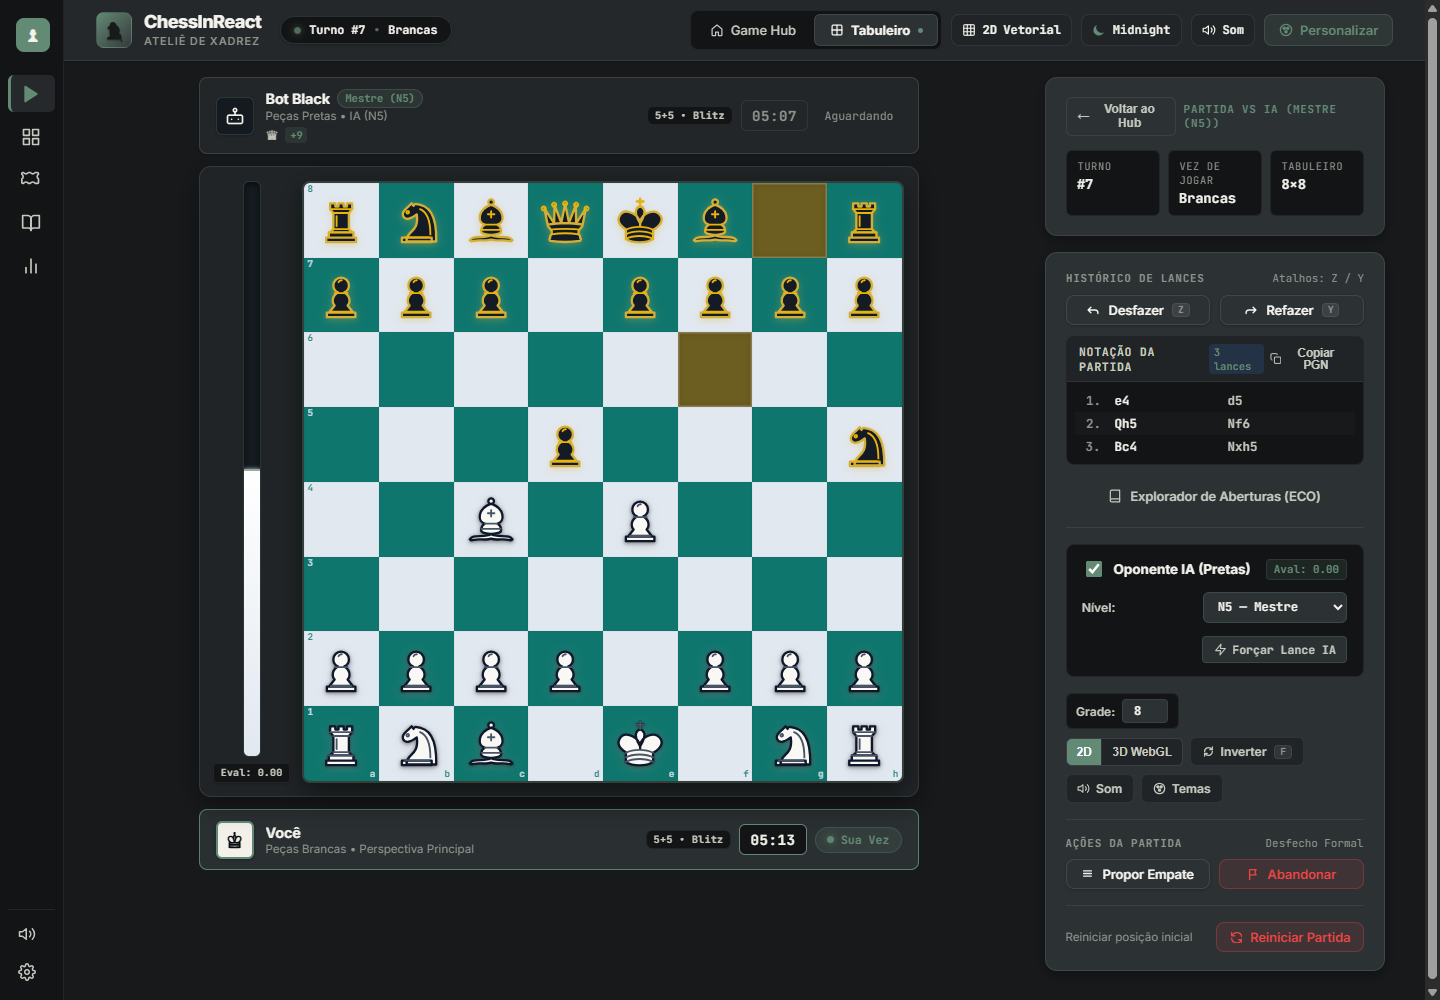 ChessInReact
ATELIÊ DE XADREZ
Turno #7 • Brancas
Game Hub
Tabuleiro
2D Vetorial
Midnight
Som
Personalizar
Bot Black
Mestre (N5)
Peças Pretas • IA (N5)
+9
5+5 • Blitz
05:07
Aguardando
8
7
6
5
4
3
2
1
a
b
c
d
e
f
g
h
Eval: 0.00
Você
Peças Brancas • Perspectiva Principal
5+5 • Blitz
05:13
Sua Vez
← Voltar ao
Hub
PARTIDA VS IA (MESTRE
(N5))
TURNO
#7
VEZ DE
JOGAR
Brancas
TABULEIRO
8×8
HISTÓRICO DE LANCES
Atalhos: Z / Y
Desfazer Z
Refazer Y
NOTAÇÃO DA
PARTIDA
3
lances
Copiar
PGN
1. e4 d5
2. Qh5 Nf6
3. Bc4 Nxh5
Explorador de Aberturas (ECO)
Oponente IA (Pretas)
Aval: 0.00
Nível:
N5 — Mestre
Forçar Lance IA
Grade: 8
2D
3D WebGL
Inverter F
Som
Temas
AÇÕES DA PARTIDA
Desfecho Formal
Propor Empate
Abandonar
Reiniciar posição inicial
Reiniciar Partida